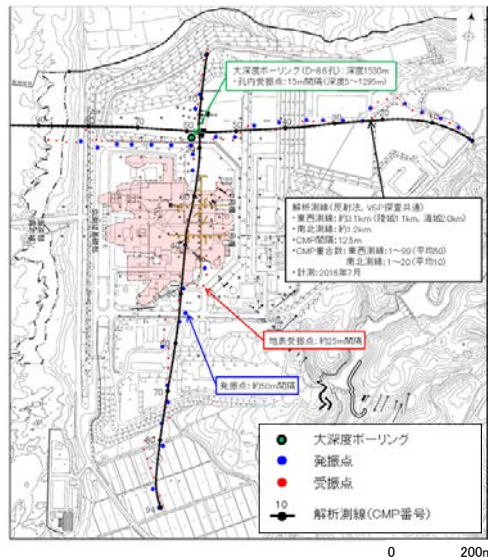 大深度ボーリング(D-8.6孔):深度1530m
・孔内受振点:15m間隔(深度5～1295m)
解析測線(反射法、VSP探査共通)
・東西測線:約3.1km(陸域1.1km、海域2.0km)
・南北測線:約1.2km
・CMP間隔:12.5m
・CMP重合数:東西測線:1～99(平均50)
南北測線:1～20(平均10)
・計測:2016年7月
地表受振点:約25m間隔
発振点:約50m間隔
大深度ボーリング
発振点
受振点
10
解析測線(CMP番号)
0 200m